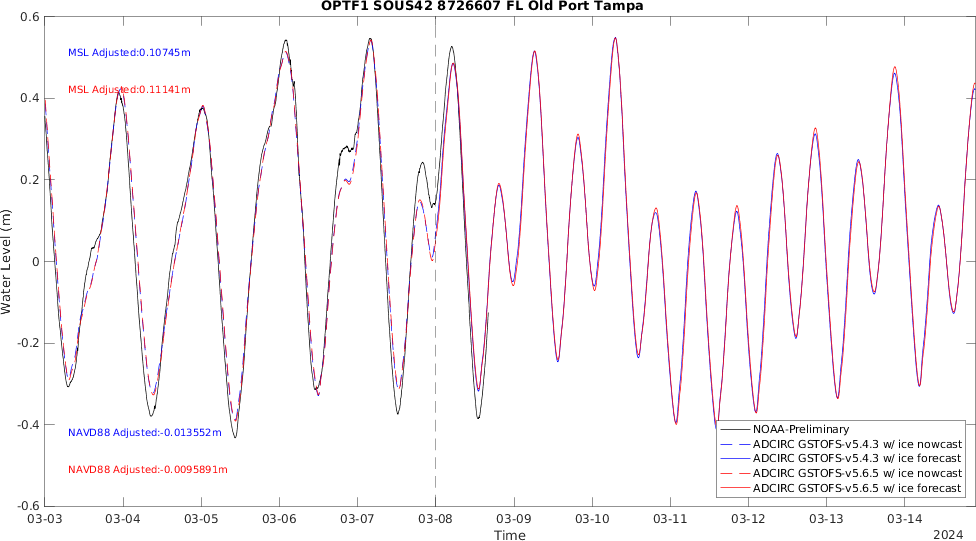 OPTF1 SOUS42 8726607 FL Old Port Tampa
0.6
MSL Adjusted:0.10745m
MSL Adjusted:0.11141m
0.4
0.2
Water Level (m)
0
-0.2
-0.4
NAVD88 Adjusted:-0.013552m
NAVD88 Adjusted:-0.0095891m
-0.6
NOAA-Preliminary
ADCIRC GSTOFS-v5.4.3 w/ ice nowcast
ADCIRC GSTOFS-v5.4.3 w/ ice forecast
ADCIRC GSTOFS-v5.6.5 w/ ice nowcast
ADCIRC GSTOFS-v5.6.5 w/ ice forecast
03-03 03-04 03-05 03-06 03-07 03-08 03-09 03-10 03-11 03-12 03-13 03-14
Time
2024